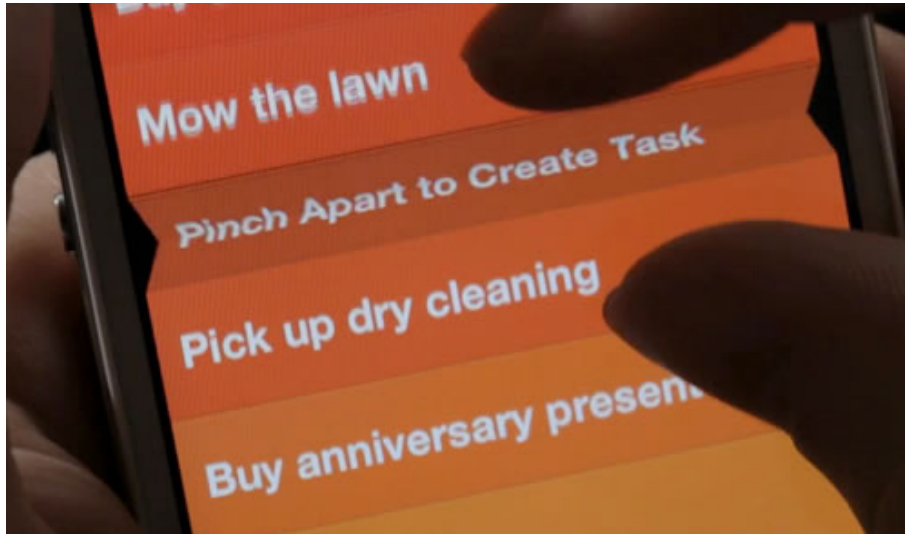 Mow the lawn
Pinch Apart to Create Task
Pick up dry cleaning
Buy anniversary present